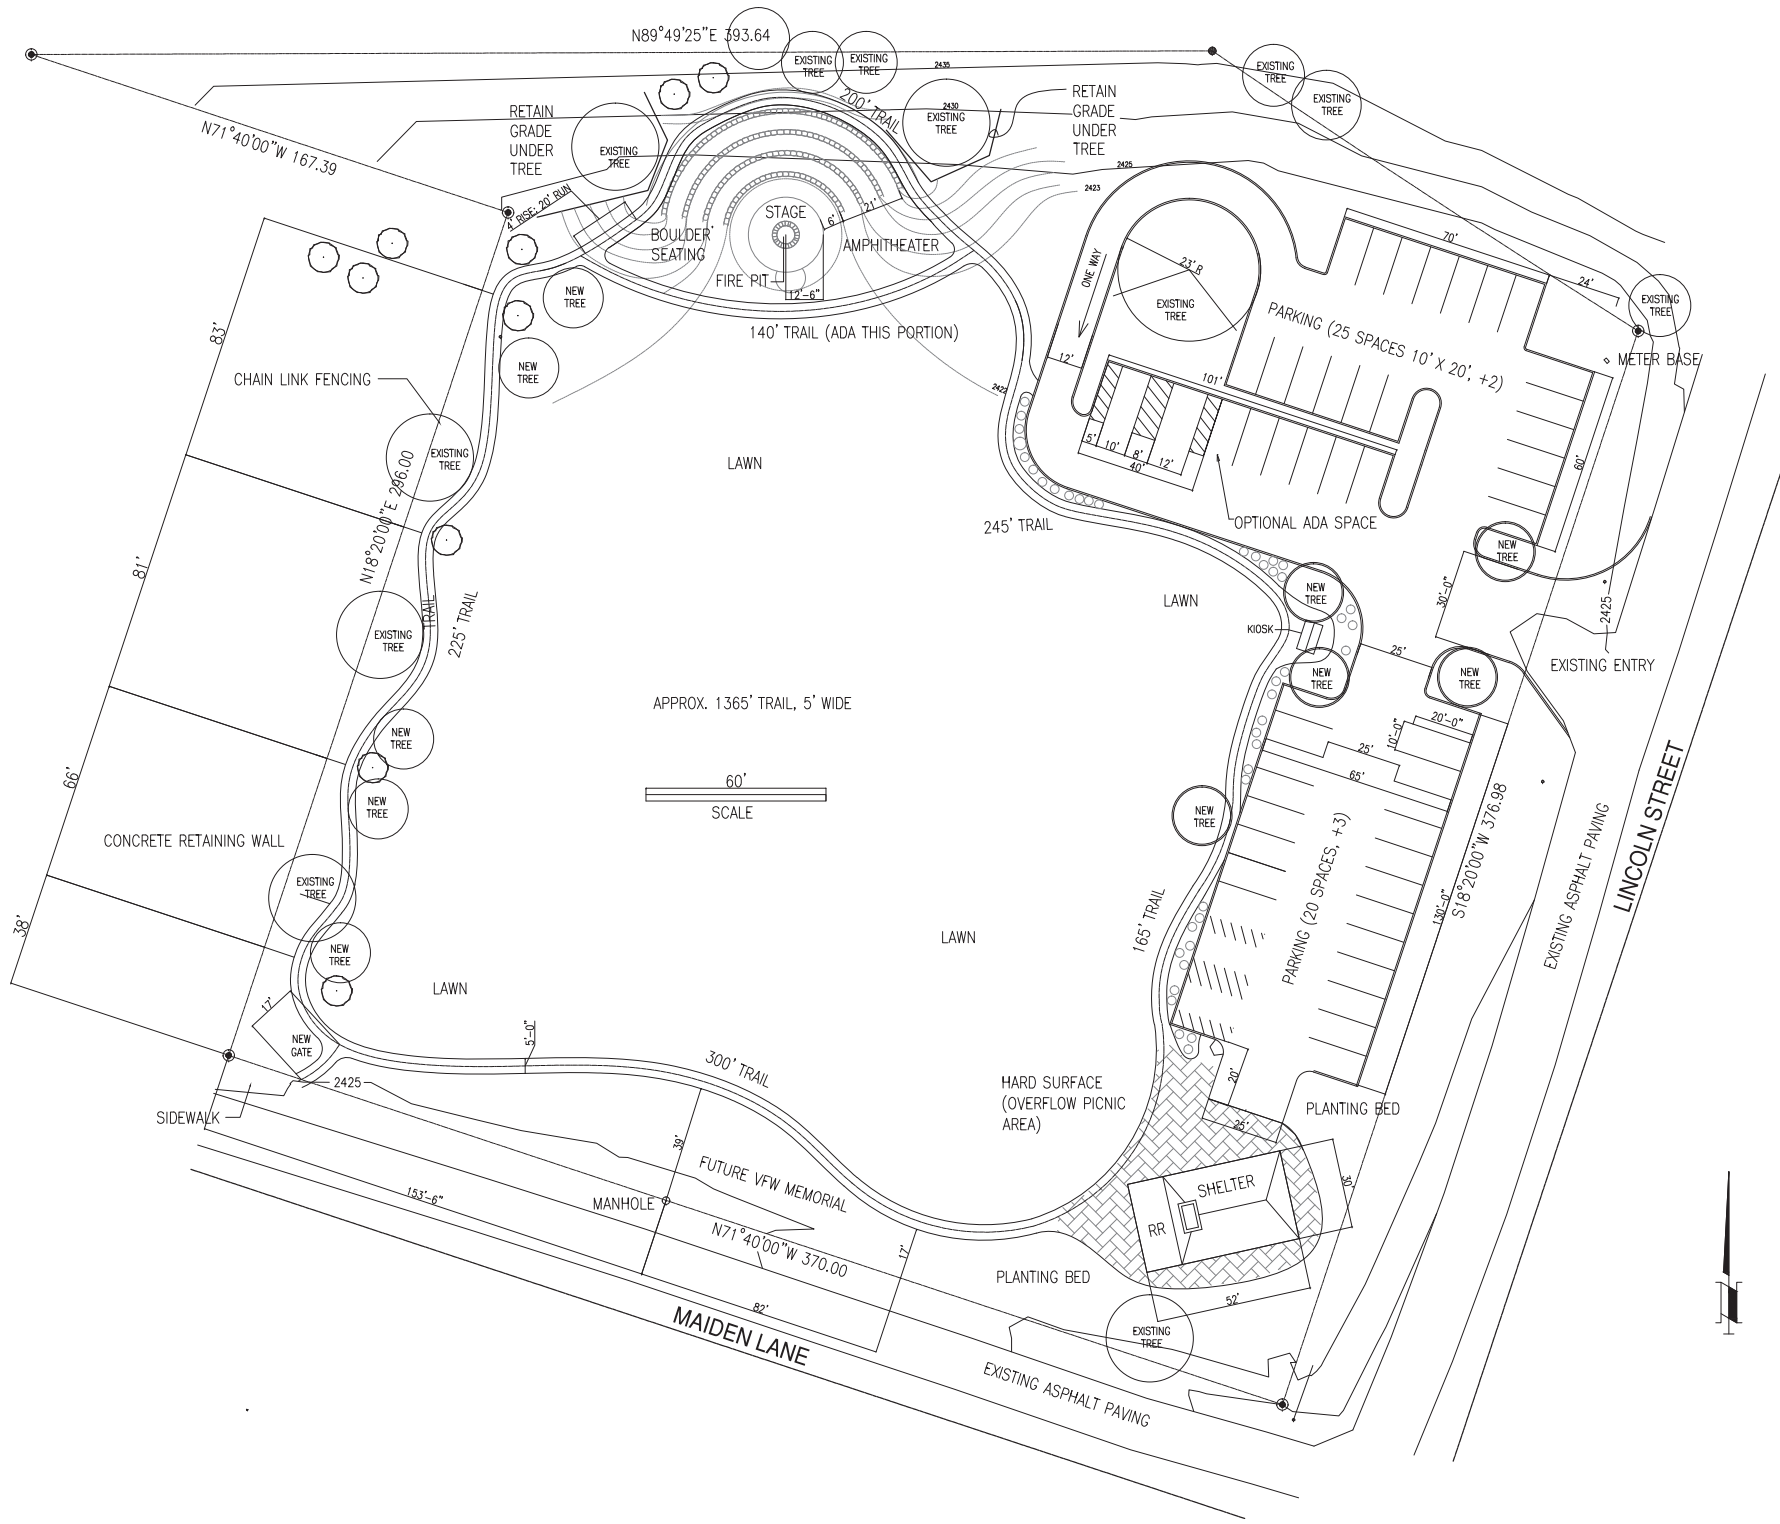 N89°49'25"E 393.64
EXISTING
TREE
EXISTING
TREE
EXISTING
TREE
EXISTING
TREE
2435
N71°40'00"W 167.39
RETAIN
GRADE
UNDER
TREE
EXISTING
TREE
200' TRAIL
2430
EXISTING
TREE
RETAIN
GRADE
UNDER
TREE
2425
2423
4' RISE: 20' RUN
BOULDER
SEATING
STAGE
6'
21'
AMPHITHEATER
FIRE PIT
12'-6"
140' TRAIL (ADA THIS PORTION)
2422
NEW
TREE
NEW
TREE
ONE WAY
23' R
EXISTING
TREE
70'
24'
EXISTING
TREE
METER BASE
PARKING (25 SPACES 10' X 20', +2)
12'
101'
5'
10'
8'
12'
40'
60'
OPTIONAL ADA SPACE
83'
CHAIN LINK FENCING
EXISTING
TREE
N18°20'00"E 296.00
LAWN
245' TRAIL
NEW
TREE
30'-0"
2425
EXISTING ENTRY
81'
EXISTING
TREE
TRAIL
225' TRAIL
LAWN
NEW
TREE
KIOSK
NEW
TREE
25'
NEW
TREE
APPROX. 1365' TRAIL, 5' WIDE
60'
SCALE
66'
NEW
TREE
NEW
TREE
20'-0"
10'-0"
25'
65'
NEW
TREE
PARKING (20 SPACES, +3)
130'-0"
S18°20'00"W 376.98
EXISTING ASPHALT PAVING
LINCOLN STREET
CONCRETE RETAINING WALL
EXISTING
TREE
38'
NEW
TREE
LAWN
LAWN
165' TRAIL
17'
NEW
GATE
5'-0"
300' TRAIL
2425
SIDEWALK
HARD SURFACE
(OVERFLOW PICNIC
AREA)
20'
25'
PLANTING BED
39'
FUTURE VFW MEMORIAL
MANHOLE
153'-6"
N71°40'00"W 370.00
17'
SHELTER
RR
30'
52'
PLANTING BED
82'
MAIDEN LANE
EXISTING
TREE
EXISTING ASPHALT PAVING
N